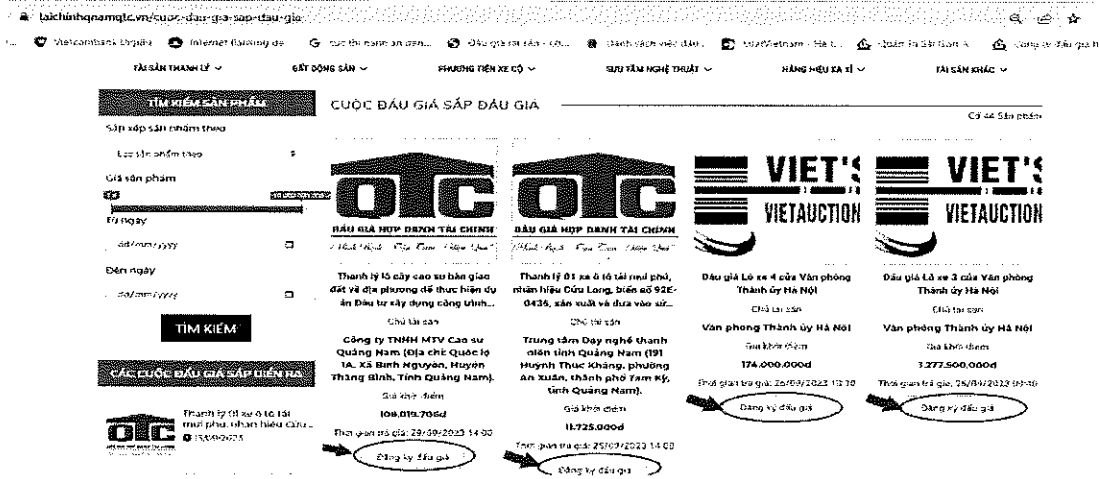 taichinhqnamqtc.vn/cuoc-dau-gia-sap-dau-gia
TÀI SẢN THANH LÝ
BẤT ĐỘNG SẢN
PHƯƠNG TIỆN XE CỘ
SƯU TẦM NGHỆ THUẬT
HÀNG HIỆU XA XỈ
TÀI SẢN KHÁC
TÌM KIẾM SẢN PHẨM
Sắp xếp sản phẩm theo
Lọc sản phẩm theo
Giá sản phẩm
Từ ngày
dd/mm/yyyy
Đến ngày
dd/mm/yyyy
TÌM KIẾM
CÁC CUỘC ĐẤU GIÁ SẮP DIỄN RA
Thanh lý 01 xe ô tô tải
mui phủ, nhãn hiệu Cửu...
CUỘC ĐẤU GIÁ SẮP ĐẤU GIÁ
Có 44 Sản phẩm
ĐẤU GIÁ HỢP DANH TÀI CHÍNH
Thanh lý lô cây cao su bàn giao
đất về địa phương để thực hiện dự
án Đầu tư xây dựng công trình...
Chủ tài sản
Công ty TNHH MTV Cao su
Quảng Nam (Địa chỉ: Quốc lộ
1A, Xã Bình Nguyên, Huyện
Thăng Bình, Tỉnh Quảng Nam).
Giá khởi điểm
108.019.706đ
Thời gian trả giá: 29/09/2023 14:00
Đăng ký đấu giá
ĐẤU GIÁ HỢP DANH TÀI CHÍNH
Thanh lý 01 xe ô tô tải mui phủ,
nhãn hiệu Cửu Long, biển số 92E-
0436, sản xuất và đưa vào sử...
Chủ tài sản
Trung tâm Dạy nghề thanh
niên tỉnh Quảng Nam (191
Huỳnh Thúc Kháng, phường
An Xuân, thành phố Tam Kỳ,
tỉnh Quảng Nam).
Giá khởi điểm
11.725.000đ
Thời gian trả giá: 25/09/2023 14:00
Đăng ký đấu giá
VIET'S
VIETAUCTION
Đấu giá Lô xe 4 của Văn phòng
Thành ủy Hà Nội
Chủ tài sản
Văn phòng Thành ủy Hà Nội
Giá khởi điểm
174.000.000đ
Đăng ký đấu giá
VIET'S
VIETAUCTION
Đấu giá Lô xe 3 của Văn phòng
Thành ủy Hà Nội
Chủ tài sản
Văn phòng Thành ủy Hà Nội
Giá khởi điểm
3.277.500.000đ
Đăng ký đấu giá